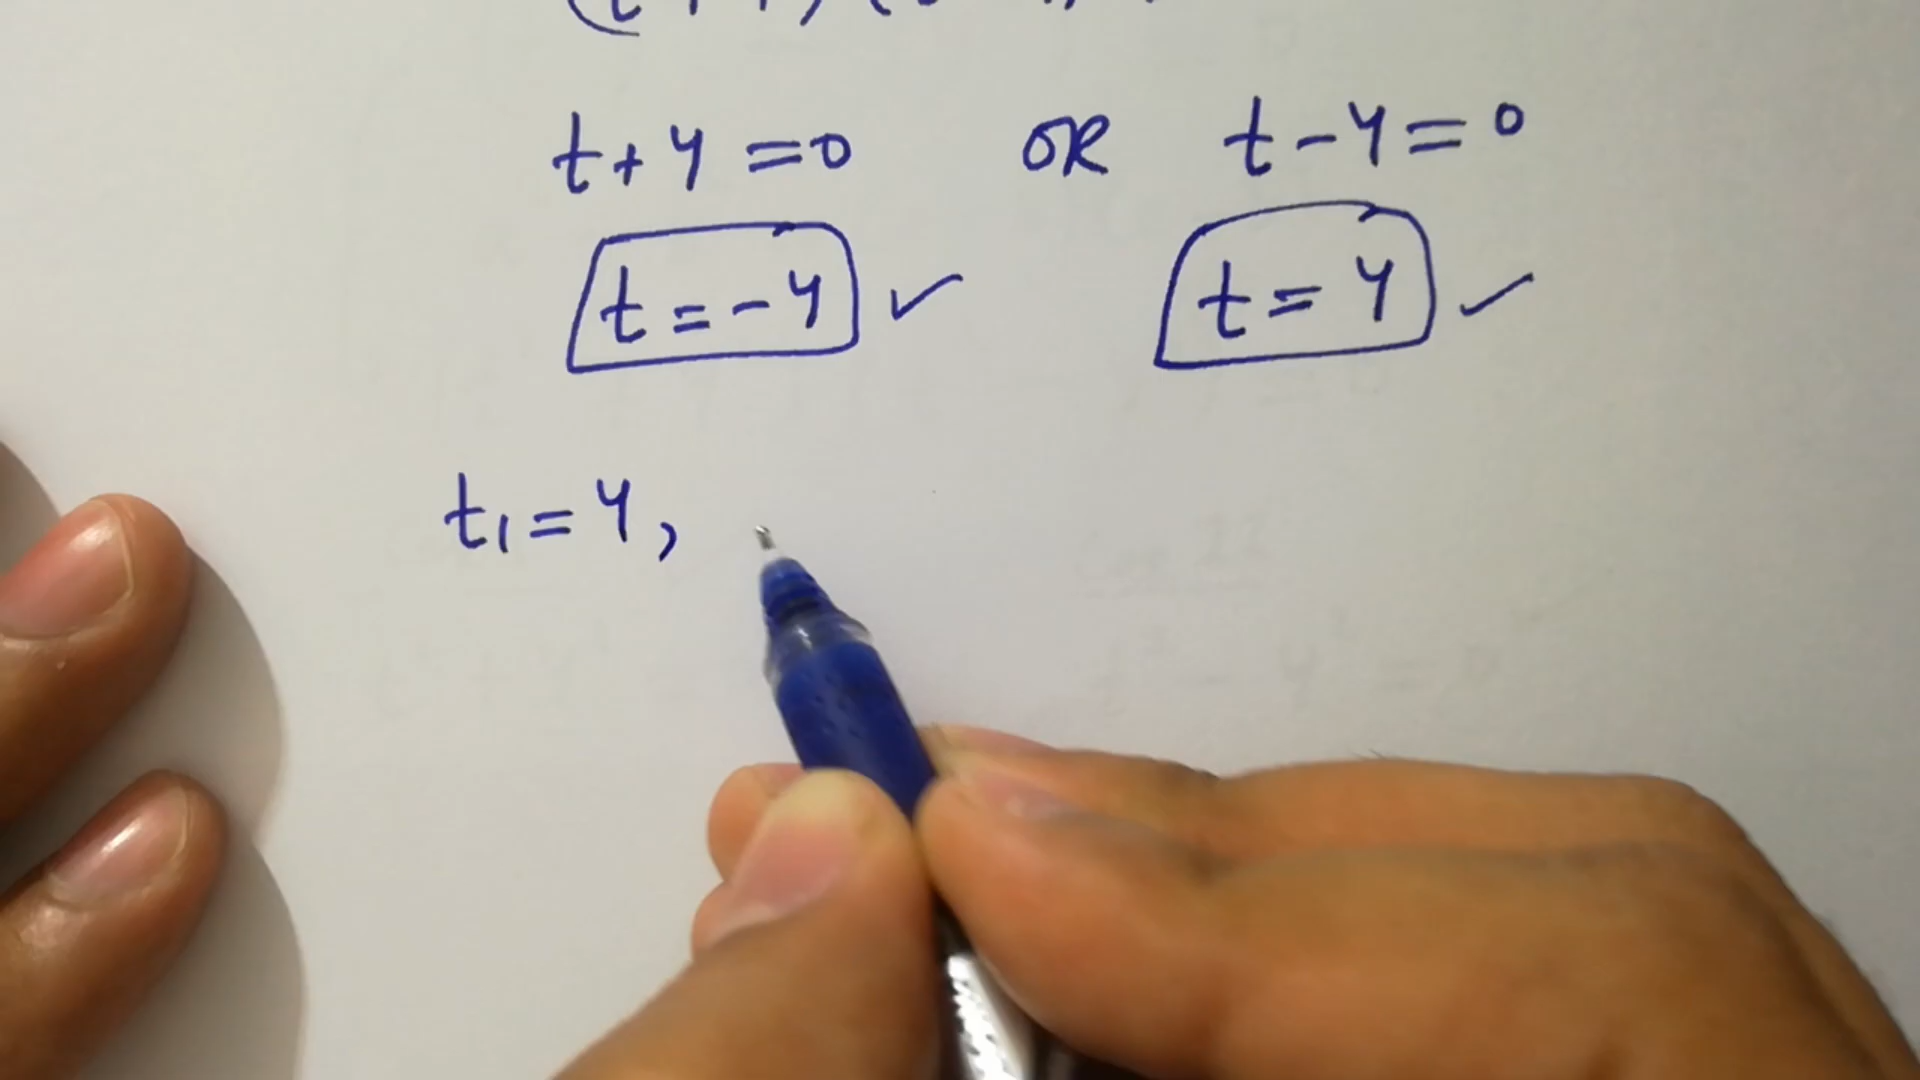 t+4=0 OR t-4=0
t=-4 ✓ t=4 ✓
t₁=4,